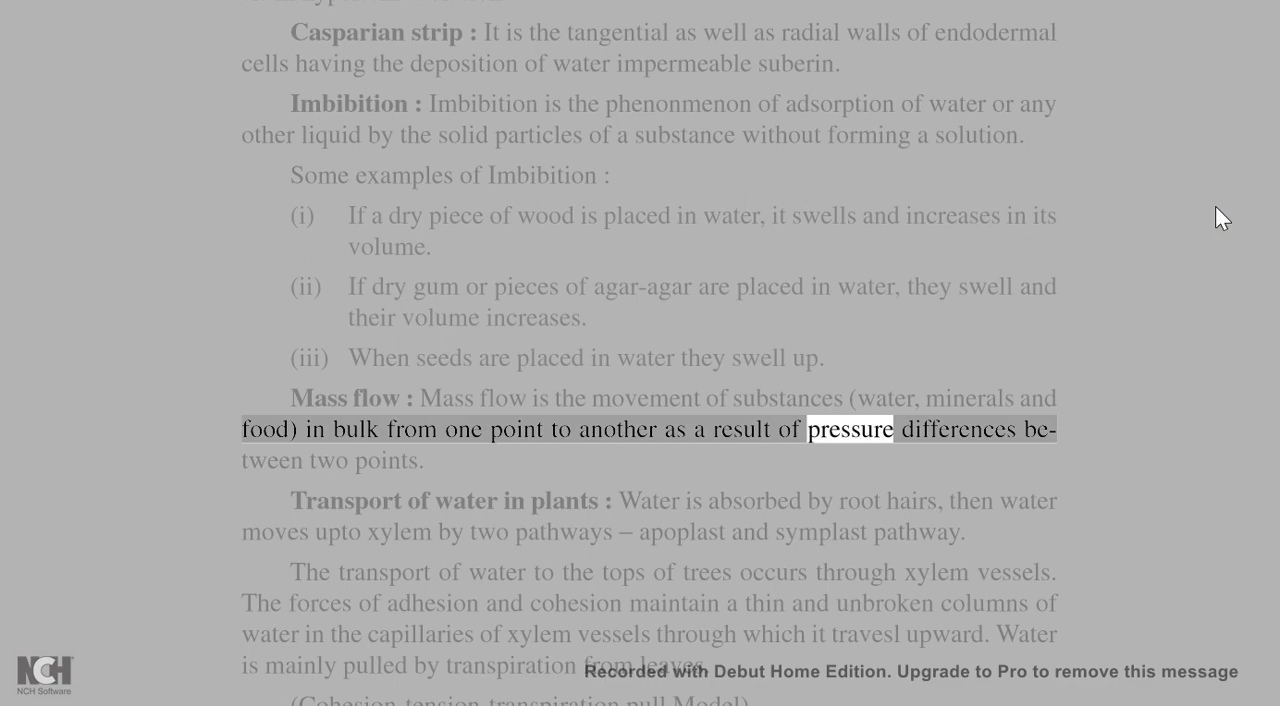 Casparian strip : It is the tangential as well as radial walls of endodermal
cells having the deposition of water impermeable suberin.
Imbibition : Imbibition is the phenonmenon of adsorption of water or any
other liquid by the solid particles of a substance without forming a solution.
Some examples of Imbibition :
(i) If a dry piece of wood is placed in water, it swells and increases in its
volume.
(ii) If dry gum or pieces of agar-agar are placed in water, they swell and
their volume increases.
(iii) When seeds are placed in water they swell up.
Mass flow : Mass flow is the movement of substances (water, minerals and
food) in bulk from one point to another as a result of pressure differences be-
tween two points.
Transport of water in plants : Water is absorbed by root hairs, then water
moves upto xylem by two pathways – apoplast and symplast pathway.
The transport of water to the tops of trees occurs through xylem vessels.
The forces of adhesion and cohesion maintain a thin and unbroken columns of
water in the capillaries of xylem vessels through which it travesl upward. Water
is mainly pulled by transpiration from leaves.
(Cohesion-tension-transpiration pull Model)
NCH
NCH Software
Recorded with Debut Home Edition. Upgrade to Pro to remove this message